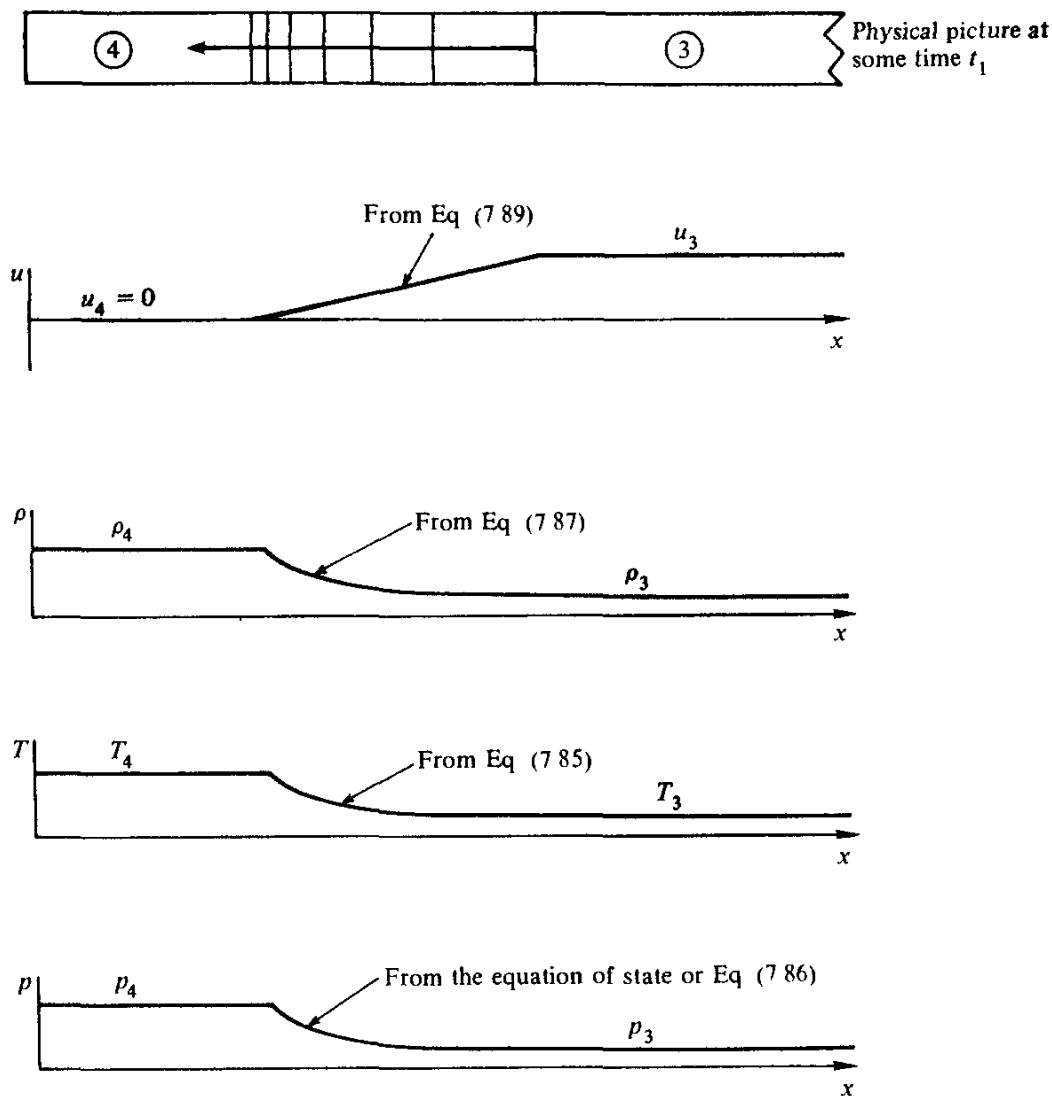 ④ ③ Physical picture at
some time t₁
From Eq (7 89)
u₃
u
u₄ = 0
x
From Eq (7 87)
ρ
ρ₄
ρ₃
x
T
T₄
From Eq (7 85)
T₃
x
From the equation of state or Eq (7 86)
p
p₄
p₃
x